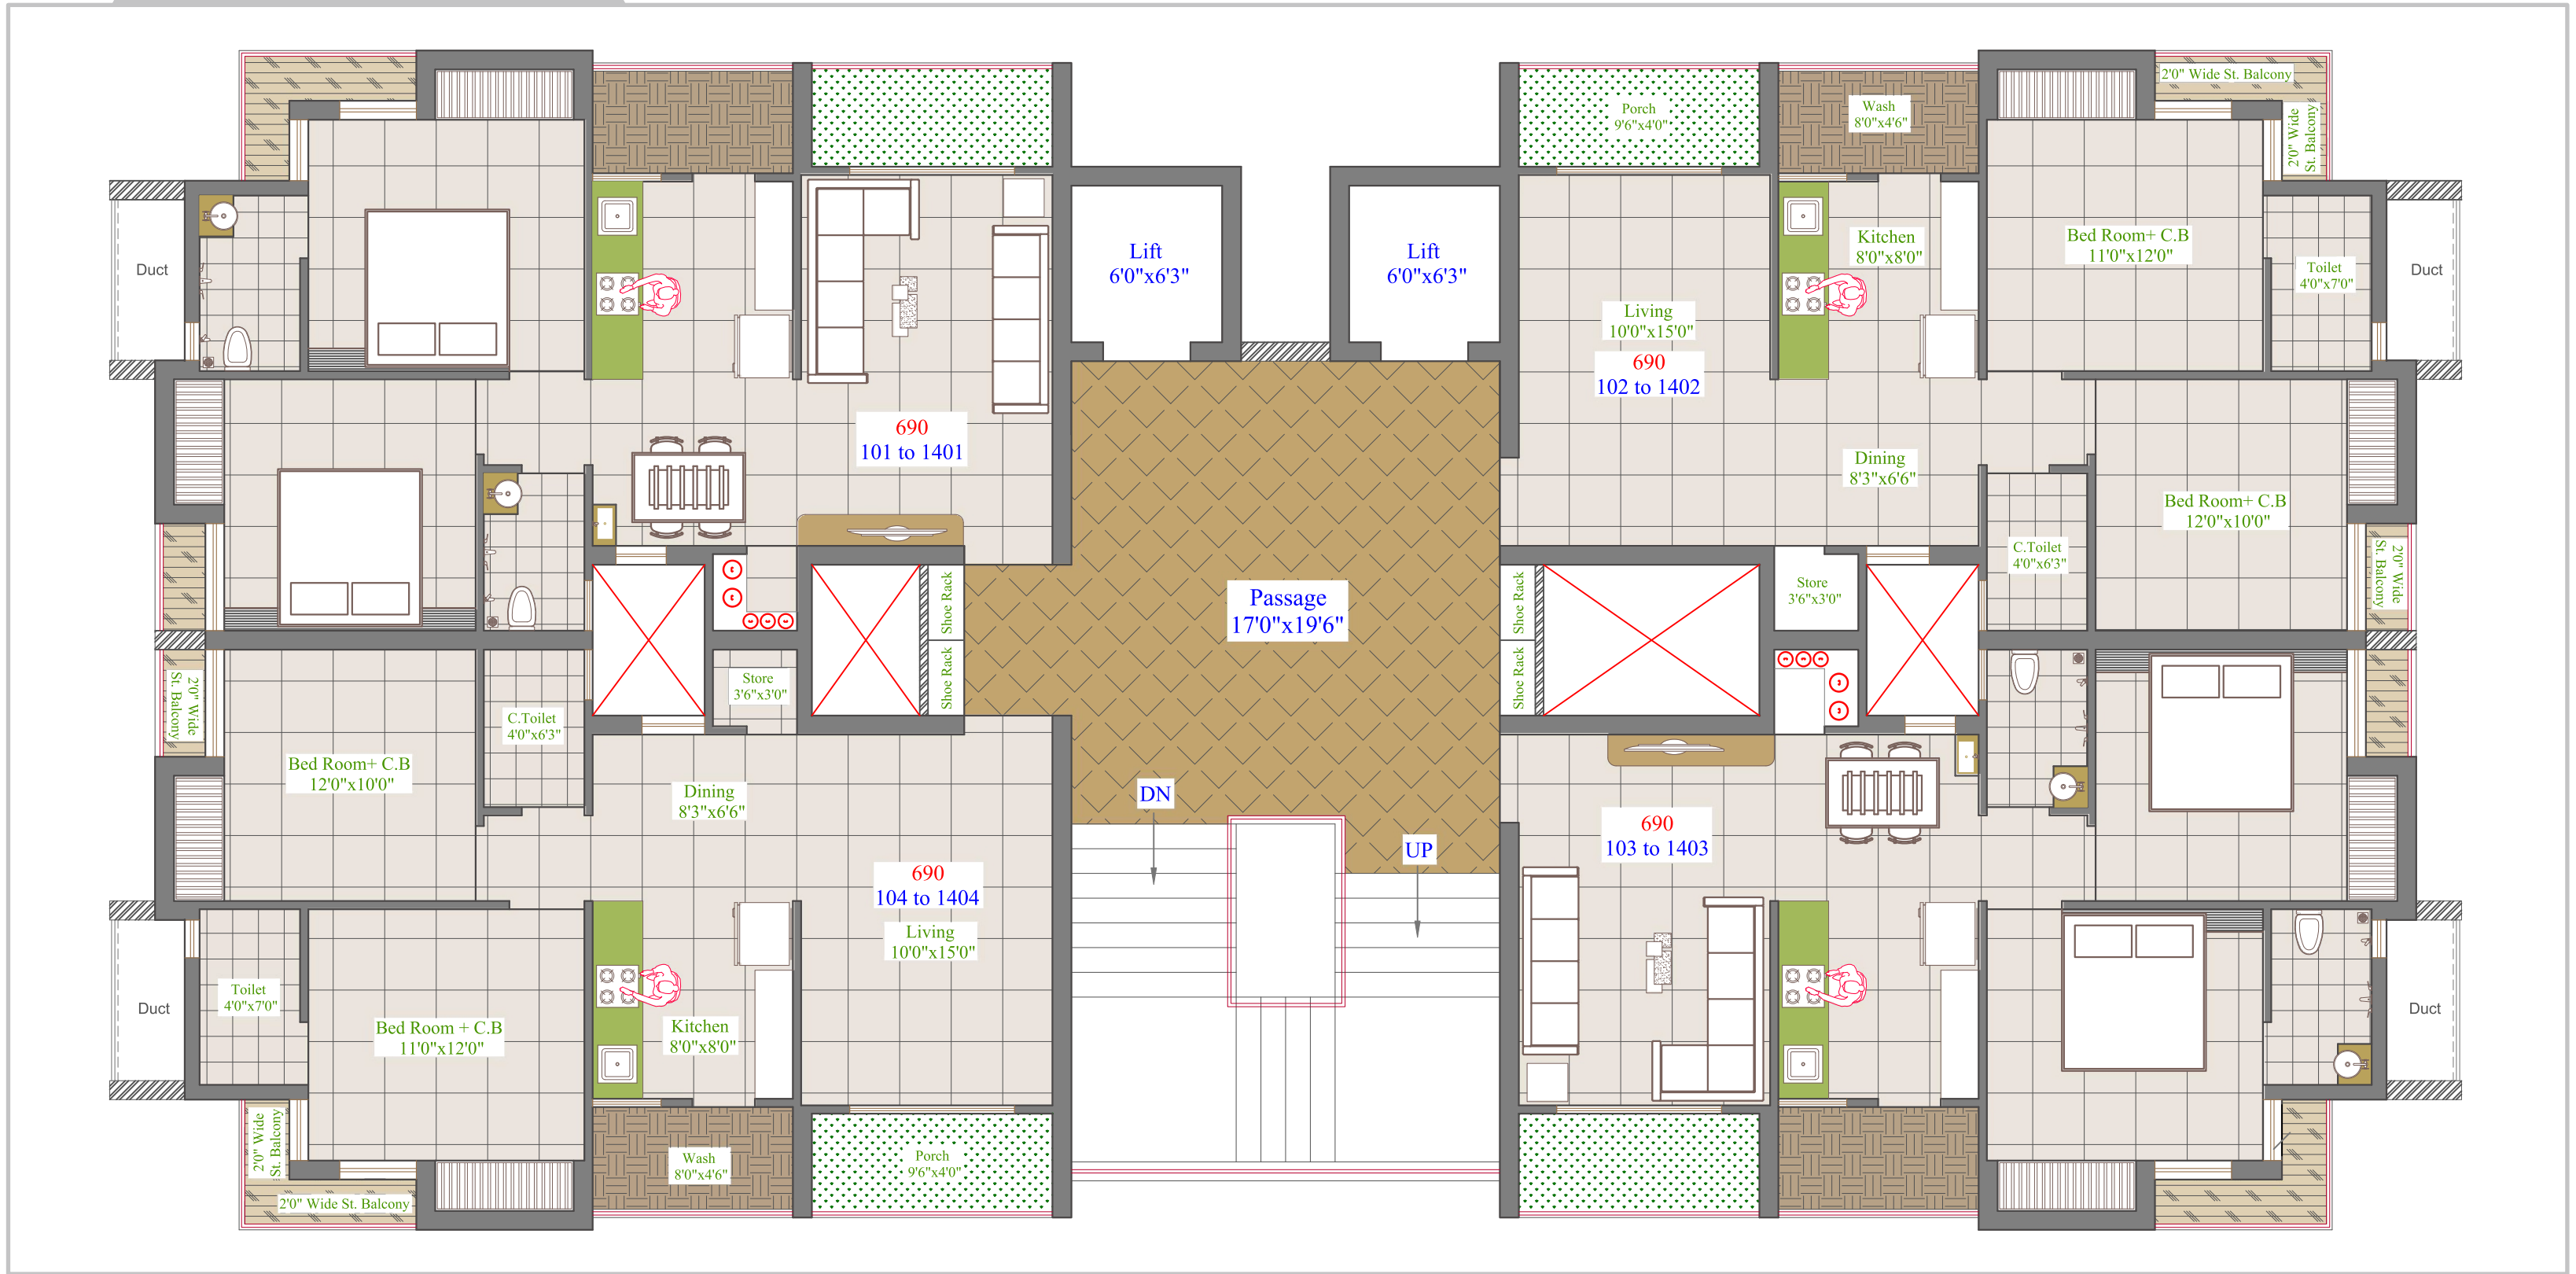 2'0" Wide St. Balcony
Porch
9'6"x4'0"
Wash
8'0"x4'6"
2'0" Wide
St. Balcony
Duct
Lift
6'0"x6'3"
Lift
6'0"x6'3"
Kitchen
8'0"x8'0"
Bed Room+ C.B
11'0"x12'0"
Toilet
4'0"x7'0"
Duct
Living
10'0"x15'0"
690
102 to 1402
690
101 to 1401
Dining
8'3"x6'6"
Bed Room+ C.B
12'0"x10'0"
C.Toilet
4'0"x6'3"
2'0" Wide
St. Balcony
Shoe Rack
Passage
17'0"x19'6"
Shoe Rack
Store
3'6"x3'0"
2'0" Wide
St. Balcony
C.Toilet
4'0"x6'3"
Store
3'6"x3'0"
Shoe Rack
Shoe Rack
Bed Room+ C.B
12'0"x10'0"
Dining
8'3"x6'6"
DN
UP
690
103 to 1403
690
104 to 1404
Living
10'0"x15'0"
Duct
Toilet
4'0"x7'0"
Bed Room + C.B
11'0"x12'0"
Kitchen
8'0"x8'0"
Duct
2'0" Wide
St. Balcony
Wash
8'0"x4'6"
Porch
9'6"x4'0"
2'0" Wide St. Balcony